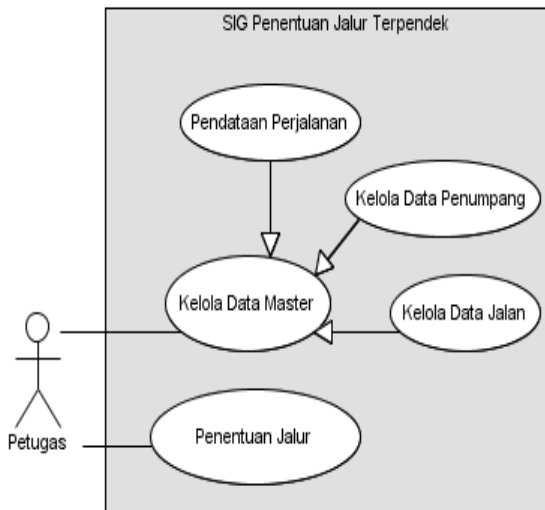 SIG Penentuan Jalur Terpendek
Pendataan Perjalanan
Kelola Data Penumpang
Kelola Data Master
Kelola Data Jalan
Petugas
Penentuan Jalur